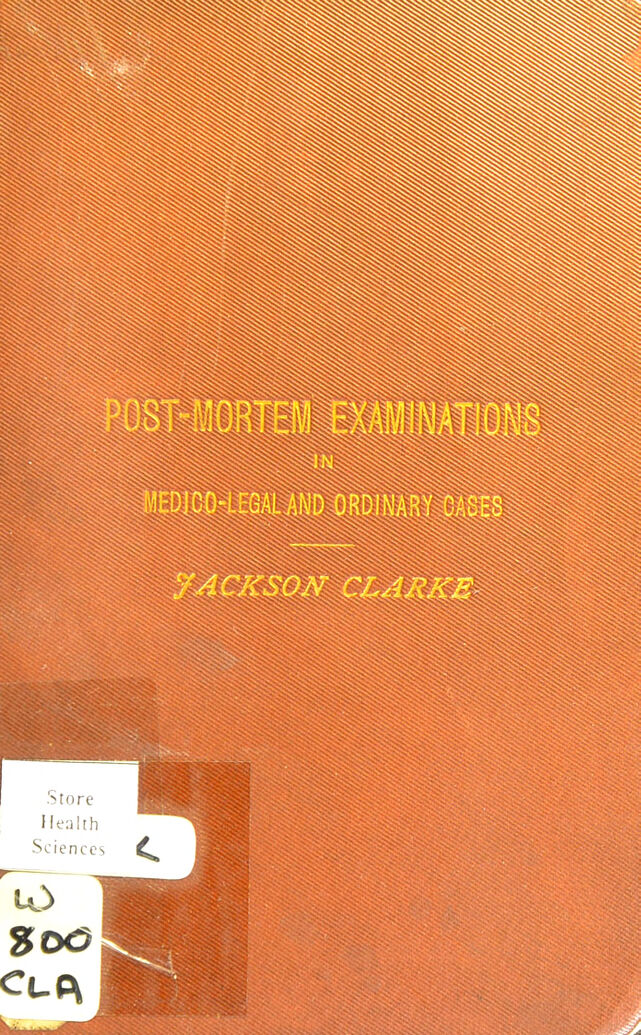 POST-MORTEM EXAMINATIONS
IN
MEDICO-LEGAL AND ORDINARY CASES
JACKSON CLARKE
Store
Health
Sciences
W
800
CLA